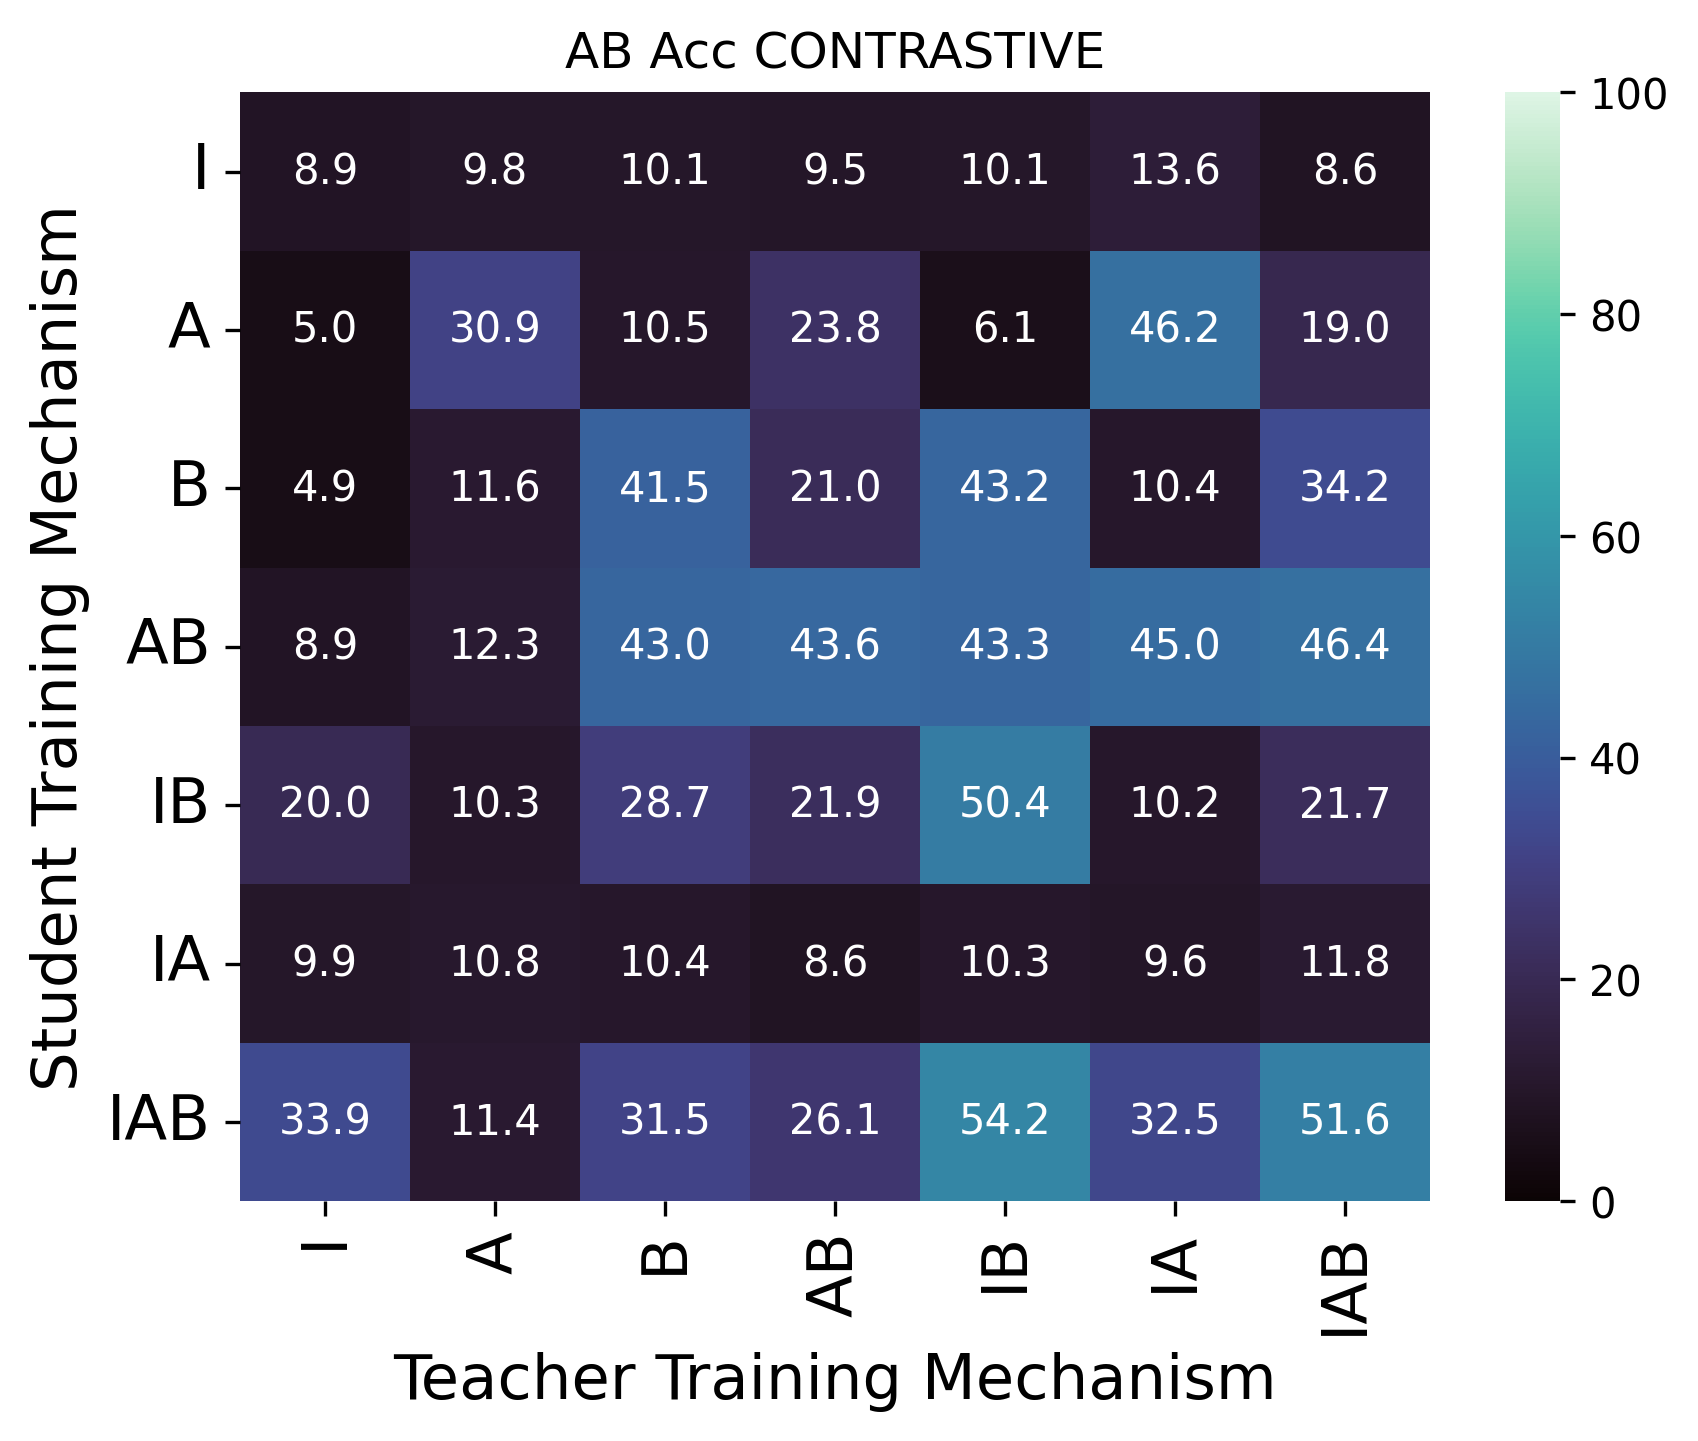 AB Acc CONTRASTIVE
I 8.9 9.8 10.1 9.5 10.1 13.6 8.6
A 5.0 30.9 10.5 23.8 6.1 46.2 19.0
B 4.9 11.6 41.5 21.0 43.2 10.4 34.2
AB 8.9 12.3 43.0 43.6 43.3 45.0 46.4
IB 20.0 10.3 28.7 21.9 50.4 10.2 21.7
IA 9.9 10.8 10.4 8.6 10.3 9.6 11.8
IAB 33.9 11.4 31.5 26.1 54.2 32.5 51.6
I A B AB IB IA IAB
Student Training Mechanism
Teacher Training Mechanism
100
80
60
40
20
0